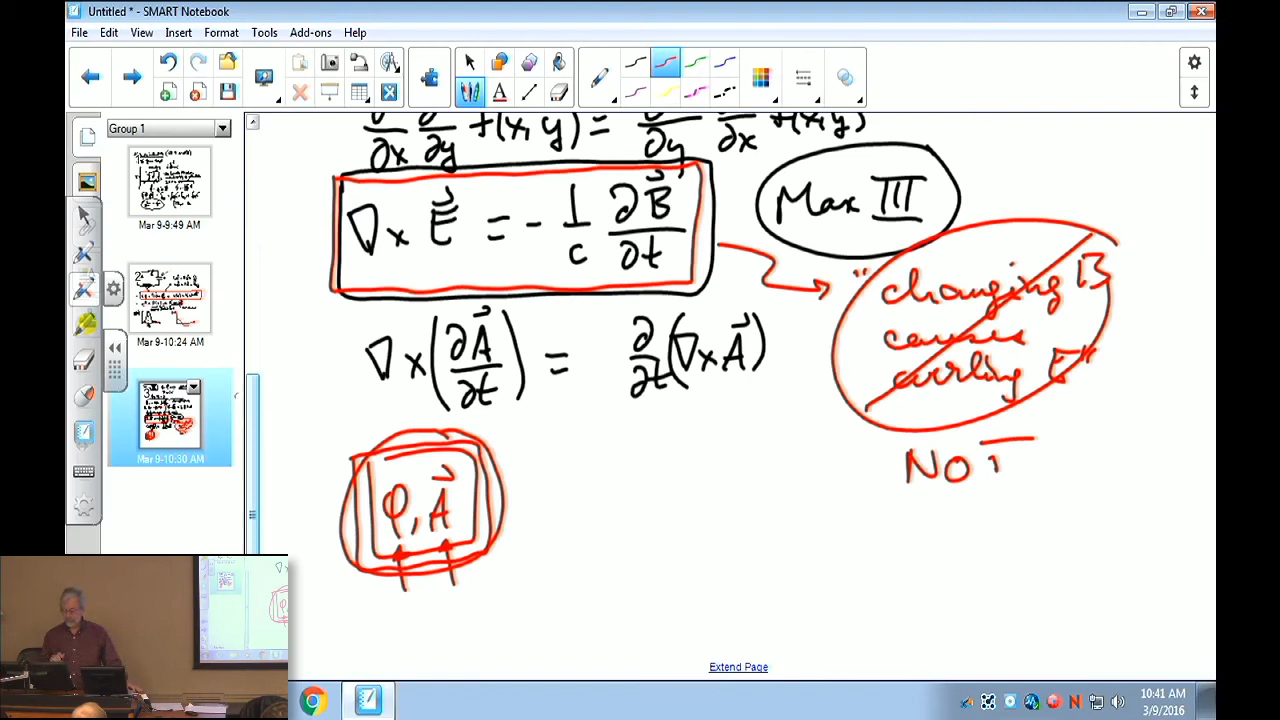 Untitled * - SMART Notebook
File Edit View Insert Format Tools Add-ons Help
Group 1
∂/∂x ∂/∂y f(x,y) = ∂/∂y ∂/∂x f(x,y)
∇x E⃗ = - 1/c ∂B⃗/∂t
Max III
"changing B
causes
curling E"
∇x(∂A⃗/∂t) = ∂/∂t(∇xA⃗)
NOT
φ, A⃗
Mar 9-9:49 AM
Mar 9-10:24 AM
Mar 9-10:30 AM
Extend Page
10:41 AM
3/9/2016